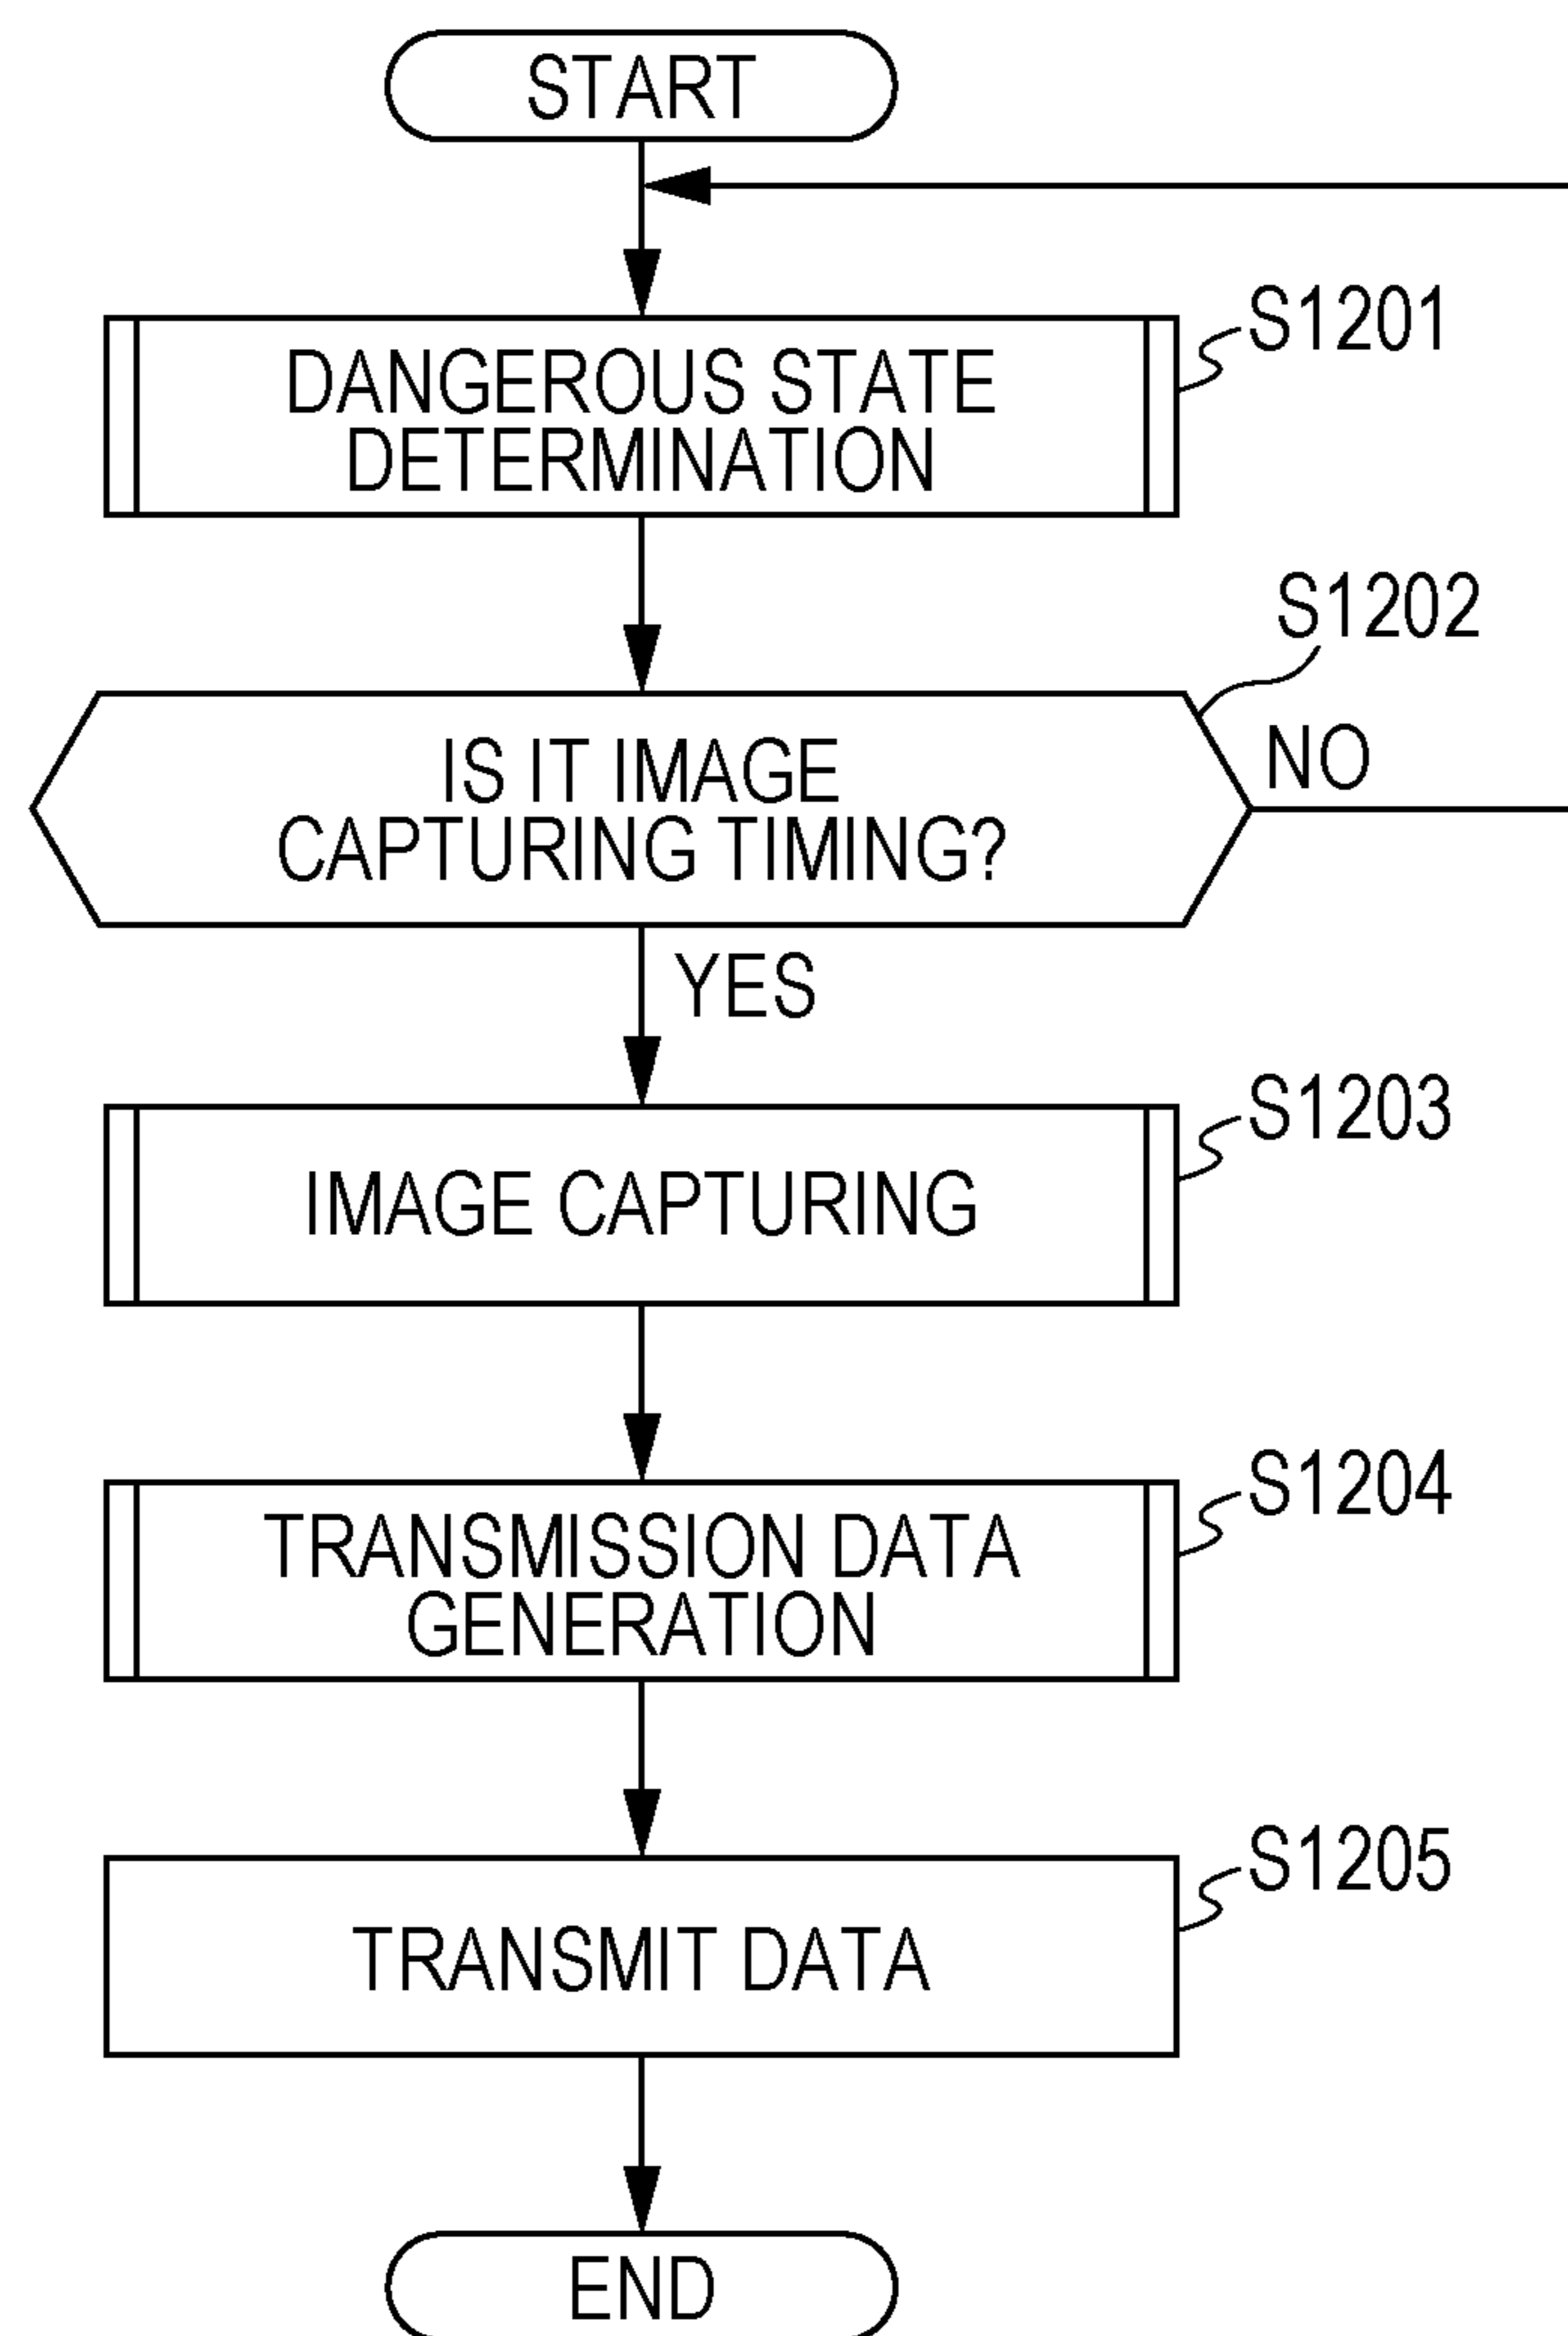 START
S1201
DANGEROUS STATE
DETERMINATION
S1202
IS IT IMAGE
CAPTURING TIMING?
NO
YES
S1203
IMAGE CAPTURING
S1204
TRANSMISSION DATA
GENERATION
S1205
TRANSMIT DATA
END